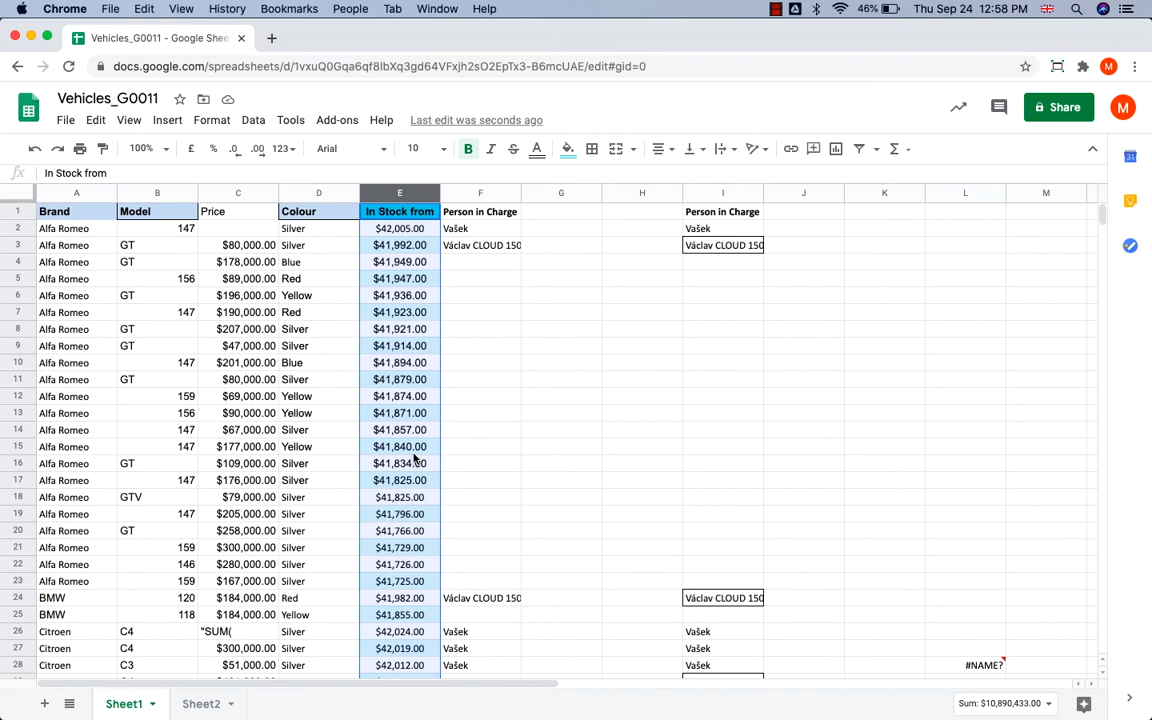 Chrome File Edit View History Bookmarks People Tab Window Help 46% Thu Sep 24 12:58 PM
Vehicles_G0011 - Google Shee
docs.google.com/spreadsheets/d/1vxuQ0Gqa6qf8lbXq3gd64VFxjh2sO2EpTx3-B6mcUAE/edit#gid=0 M
Vehicles_G0011 Share M
File Edit View Insert Format Data Tools Add-ons Help Last edit was seconds ago
100% £ % .0 .00 123 Arial 10 B I S A Σ
fx In Stock from
A B C D E F G H I J K L M
1 Brand Model Price Colour In Stock from Person in Charge Person in Charge
2 Alfa Romeo 147 Silver $42,005.00 Vašek Vašek
3 Alfa Romeo GT $80,000.00 Silver $41,992.00 Václav CLOUD 150 Václav CLOUD 150
4 Alfa Romeo GT $178,000.00 Blue $41,949.00
5 Alfa Romeo 156 $89,000.00 Red $41,947.00
6 Alfa Romeo GT $196,000.00 Yellow $41,936.00
7 Alfa Romeo 147 $190,000.00 Red $41,923.00
8 Alfa Romeo GT $207,000.00 Silver $41,921.00
9 Alfa Romeo GT $47,000.00 Silver $41,914.00
10 Alfa Romeo 147 $201,000.00 Blue $41,894.00
11 Alfa Romeo GT $80,000.00 Silver $41,879.00
12 Alfa Romeo 159 $69,000.00 Yellow $41,874.00
13 Alfa Romeo 156 $90,000.00 Yellow $41,871.00
14 Alfa Romeo 147 $67,000.00 Silver $41,857.00
15 Alfa Romeo 147 $177,000.00 Yellow $41,840.00
16 Alfa Romeo GT $109,000.00 Silver $41,834.00
17 Alfa Romeo 147 $176,000.00 Silver $41,825.00
18 Alfa Romeo GTV $79,000.00 Silver $41,825.00
19 Alfa Romeo 147 $205,000.00 Silver $41,796.00
20 Alfa Romeo GT $258,000.00 Silver $41,766.00
21 Alfa Romeo 159 $300,000.00 Silver $41,729.00
22 Alfa Romeo 146 $280,000.00 Silver $41,726.00
23 Alfa Romeo 159 $167,000.00 Silver $41,725.00
24 BMW 120 $184,000.00 Red $41,982.00 Václav CLOUD 150 Václav CLOUD 150
25 BMW 118 $184,000.00 Yellow $41,855.00
26 Citroen C4 "SUM( Silver $42,024.00 Vašek Vašek
27 Citroen C4 $300,000.00 Silver $42,019.00 Vašek Vašek
28 Citroen C3 $51,000.00 Silver $42,012.00 Vašek Vašek #NAME?
Sheet1 Sheet2 Sum: $10,890,433.00